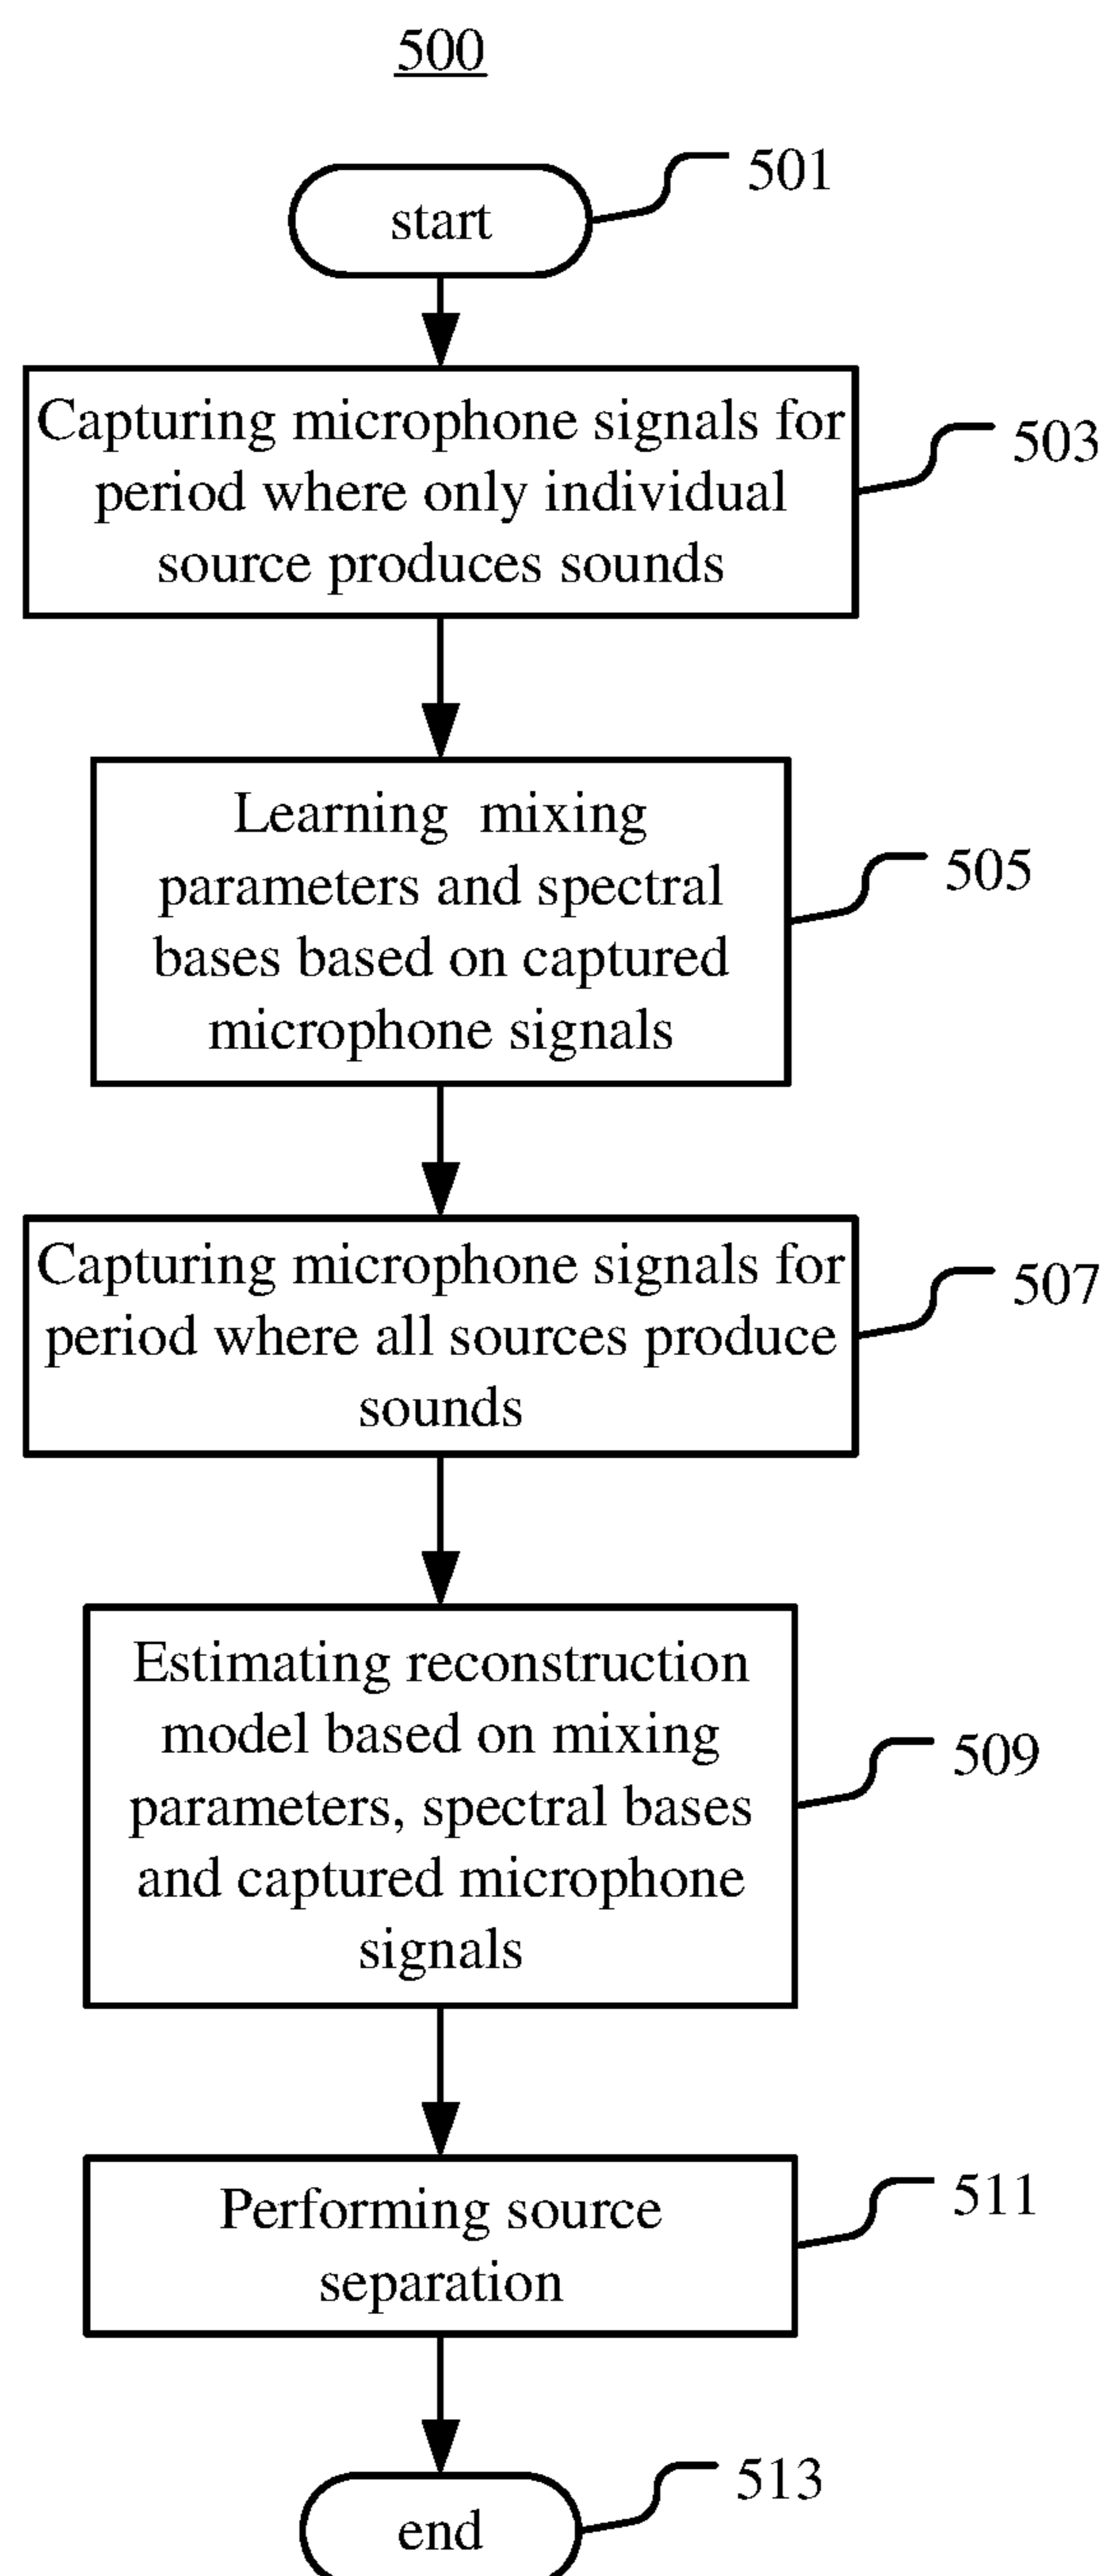 500
start
501
Capturing microphone signals for
period where only individual
source produces sounds
503
Learning mixing
parameters and spectral
bases based on captured
microphone signals
505
Capturing microphone signals for
period where all sources produce
sounds
507
Estimating reconstruction
model based on mixing
parameters, spectral bases
and captured microphone
signals
509
Performing source
separation
511
end
513